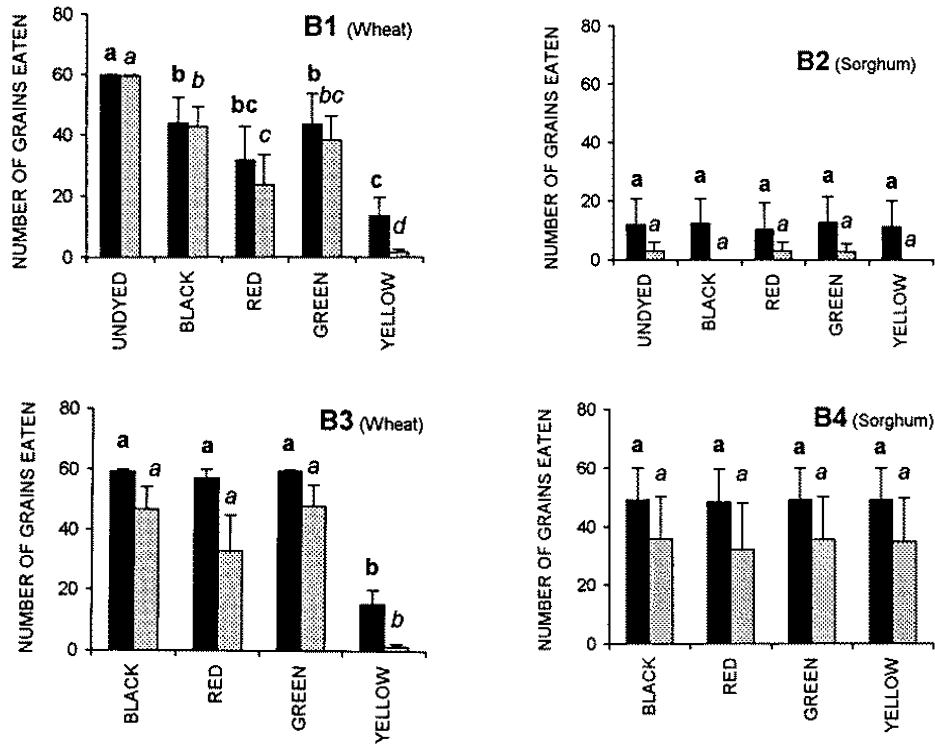 B1 (Wheat)
NUMBER OF GRAINS EATEN
80
60
40
20
0
a a
b b
bc c
b bc
c d
UNDYED
BLACK
RED
GREEN
YELLOW
B2 (Sorghum)
NUMBER OF GRAINS EATEN
80
60
40
20
0
a a
a a
a a
a a
a a
UNDYED
BLACK
RED
GREEN
YELLOW
B3 (Wheat)
NUMBER OF GRAINS EATEN
80
60
40
20
0
a a
a a
a a
b b
BLACK
RED
GREEN
YELLOW
B4 (Sorghum)
NUMBER OF GRAINS EATEN
80
60
40
20
0
a a
a a
a a
a a
BLACK
RED
GREEN
YELLOW